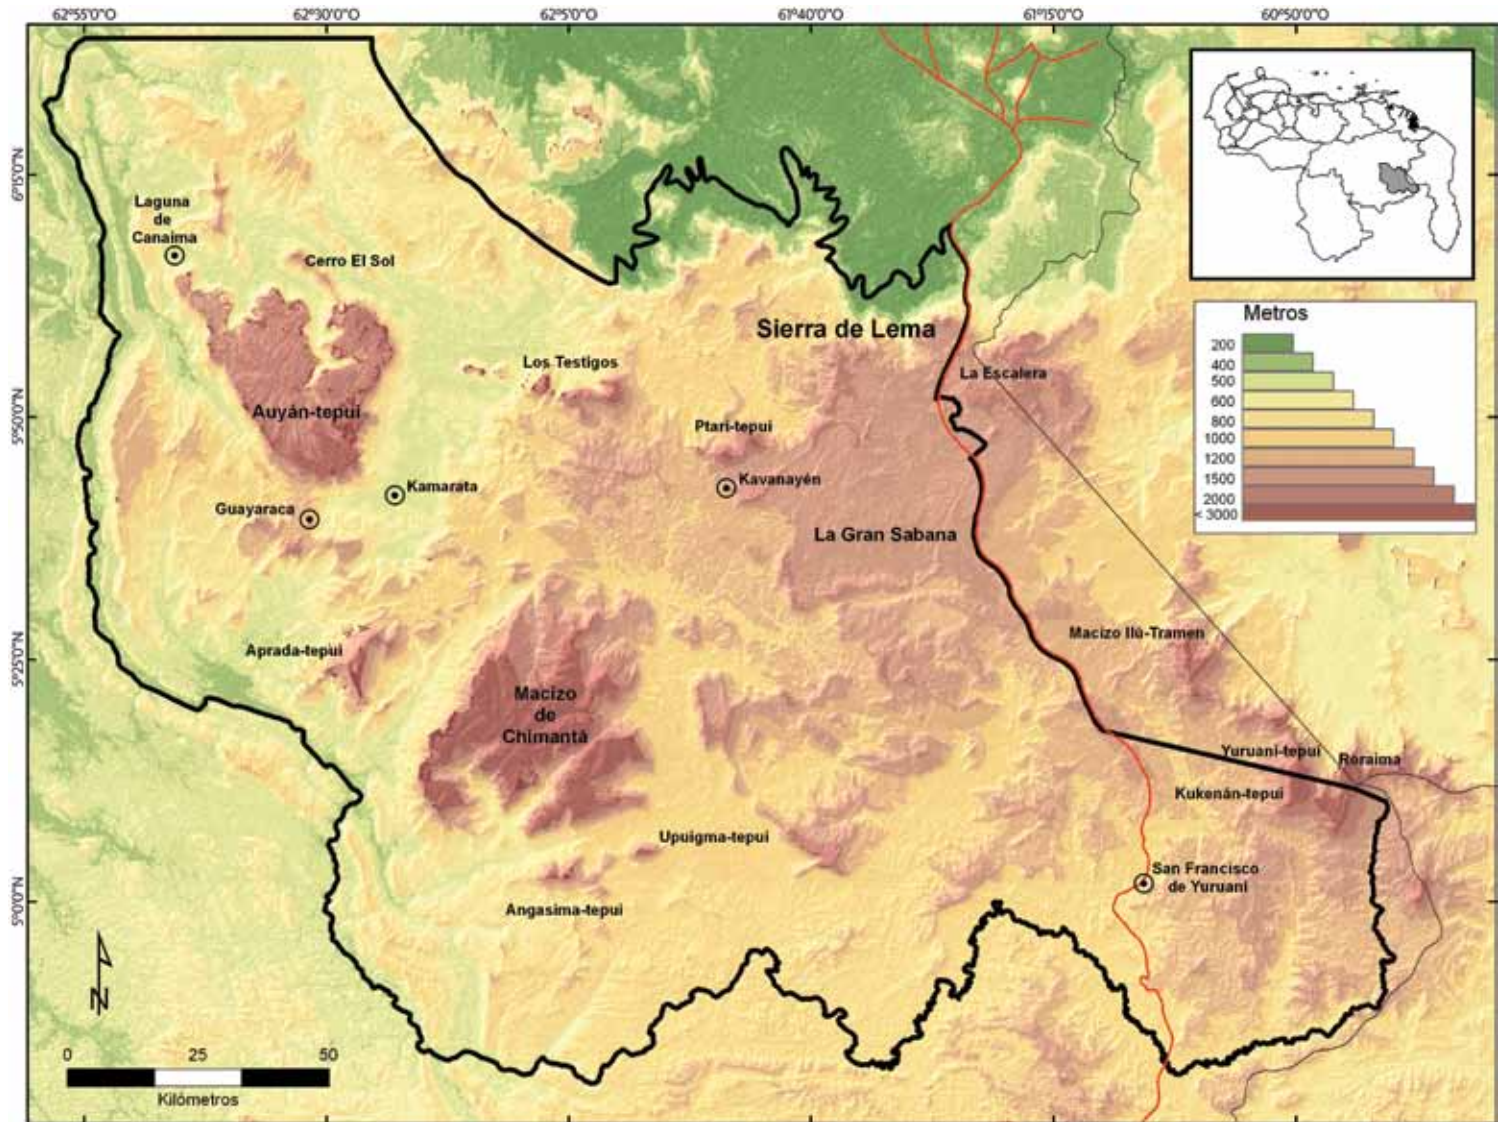 62°55'0"O
62°30'0"O
62°5'0"O
61°40'0"O
61°15'0"O
60°50'0"O
6°15'0"N
5°50'0"N
5°25'0"N
5°0'0"N
Laguna
de
Canaima
Cerro El Sol
Sierra de Lema
Los Testigos
La Escalera
Auyán-tepui
Ptari-tepui
Kamarata
Kavanayén
Guayaraca
La Gran Sabana
Macizo Ilú-Tramen
Aprada-tepui
Macizo
de
Chimantá
Yuruaní-tepui
Roraima
Kukenán-tepui
Upuigma-tepui
San Francisco
de Yuruaní
Angasima-tepui
Metros
200
400
500
600
800
1000
1200
1500
2000
< 3000
N
0
25
50
Kilómetros